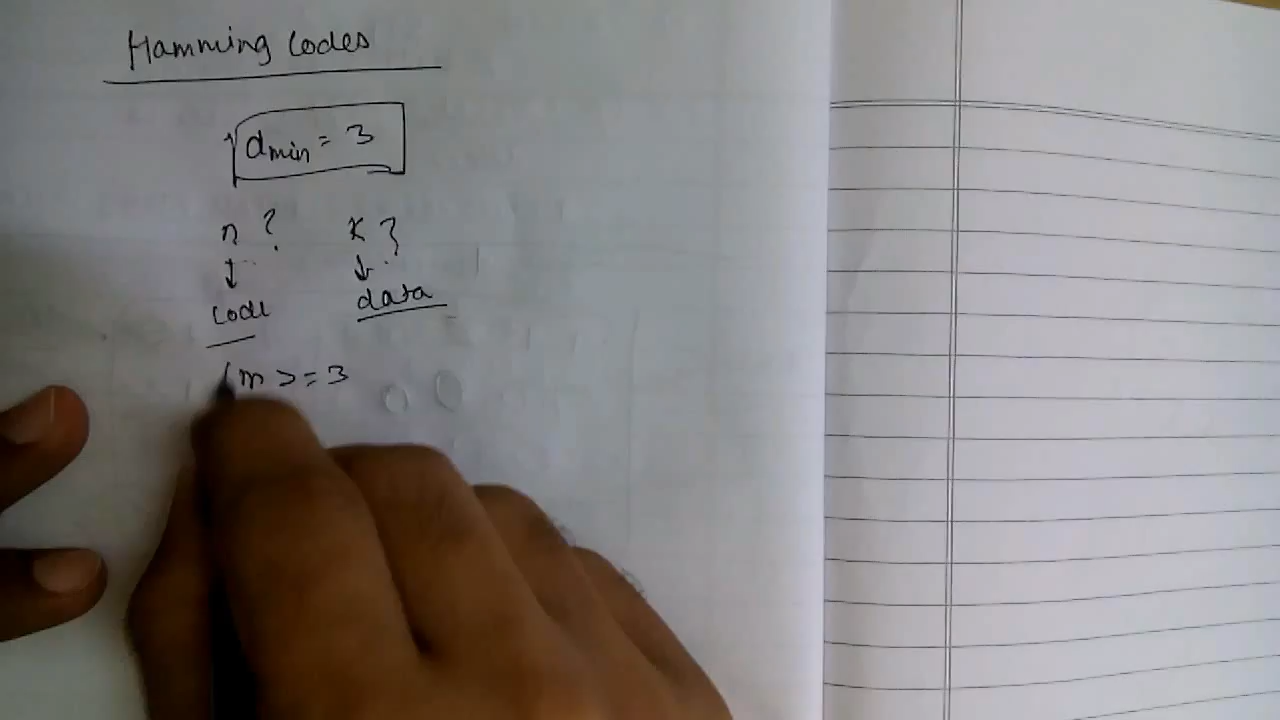 Hamming Codes
dmin = 3
n ? k ?
↓ ↓
code data
(m >= 3